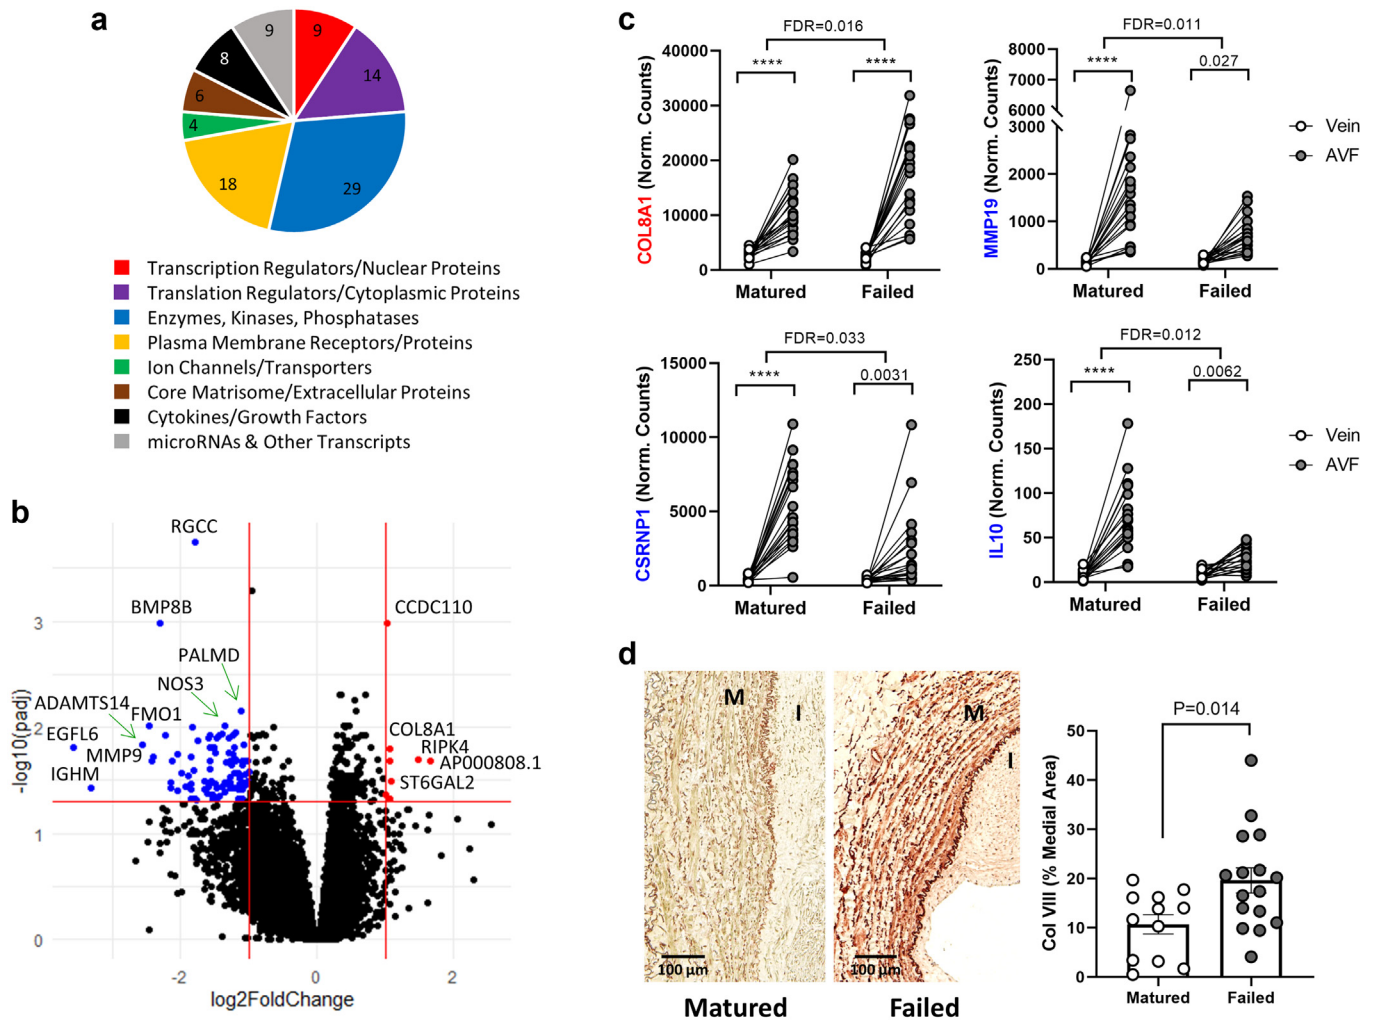 a
9
9
14
8
6
4
18
29
Transcription Regulators/Nuclear Proteins
Translation Regulators/Cytoplasmic Proteins
Enzymes, Kinases, Phosphatases
Plasma Membrane Receptors/Proteins
Ion Channels/Transporters
Core Matrisome/Extracellular Proteins
Cytokines/Growth Factors
microRNAs & Other Transcripts
b
RGCC
BMP8B
CCDC110
PALMD
NOS3
ADAMTS14
FMO1
EGFL6
MMP9
IGHM
COL8A1
RIPK4
AP000808.1
ST6GAL2
-log10(padj)
3
2
1
0
-2
0
2
log2FoldChange
c
FDR=0.016
****
****
COL8A1 (Norm. Counts)
40000
30000
20000
10000
0
Matured
Failed
FDR=0.011
****
0.027
MMP19 (Norm. Counts)
8000
7000
6000
3000
2000
1000
0
Matured
Failed
Vein
AVF
FDR=0.033
****
0.0031
CSRNP1 (Norm. Counts)
15000
10000
5000
0
Matured
Failed
FDR=0.012
****
0.0062
IL10 (Norm. Counts)
250
200
150
100
50
0
Matured
Failed
Vein
AVF
d
M
I
100 µm
Matured
M
I
100 µm
Failed
P=0.014
Col VIII (% Medial Area)
50
40
30
20
10
0
Matured
Failed